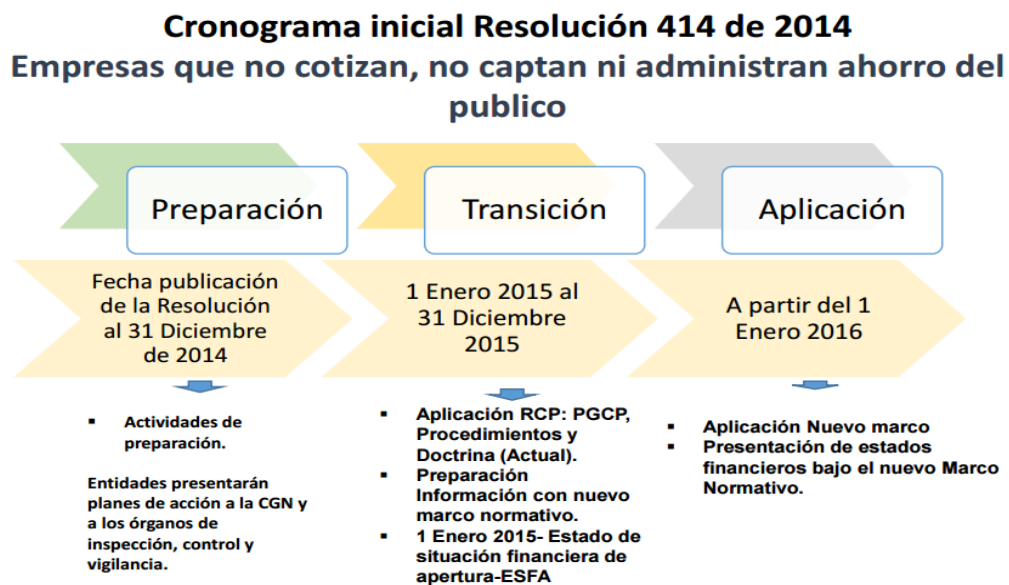 Cronograma inicial Resolución 414 de 2014
Empresas que no cotizan, no captan ni administran ahorro del
publico
Preparación
Transición
Aplicación
Fecha publicación
de la Resolución
al 31 Diciembre
de 2014
1 Enero 2015 al
31 Diciembre
2015
A partir del 1
Enero 2016
▪ Actividades de
preparación.
Entidades presentarán
planes de acción a la CGN y
a los órganos de
inspección, control y
vigilancia.
▪ Aplicación RCP: PGCP,
Procedimientos y
Doctrina (Actual).
▪ Preparación
Información con nuevo
marco normativo.
▪ 1 Enero 2015- Estado de
situación financiera de
apertura-ESFA
▪ Aplicación Nuevo marco
▪ Presentación de estados
financieros bajo el nuevo Marco
Normativo.